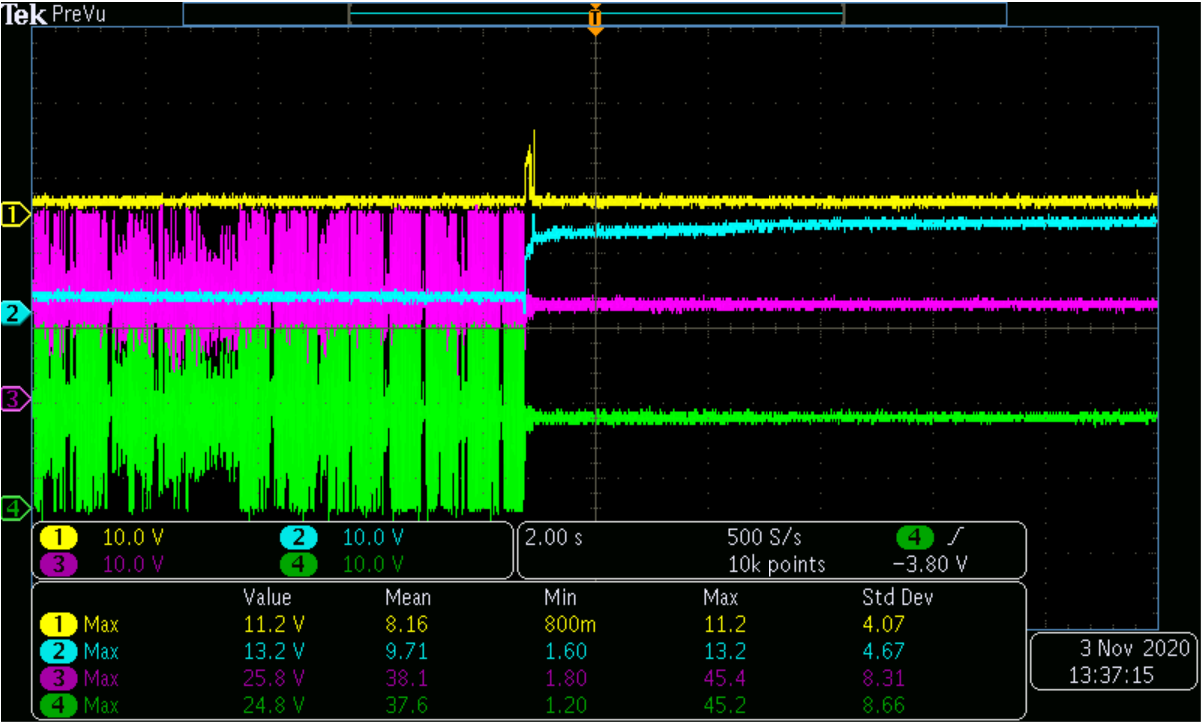 Tek PreVu
T
1
2
3
4
1 10.0 V 2 10.0 V
3 10.0 V 4 10.0 V
2.00 s 500 S/s 4
10k points −3.80 V
Value Mean Min Max Std Dev
1 Max 11.2 V 8.16 800m 11.2 4.07
2 Max 13.2 V 9.71 1.60 13.2 4.67
3 Max 25.8 V 38.1 1.80 45.4 8.31
4 Max 24.8 V 37.6 1.20 45.2 8.66
3 Nov 2020
13:37:15